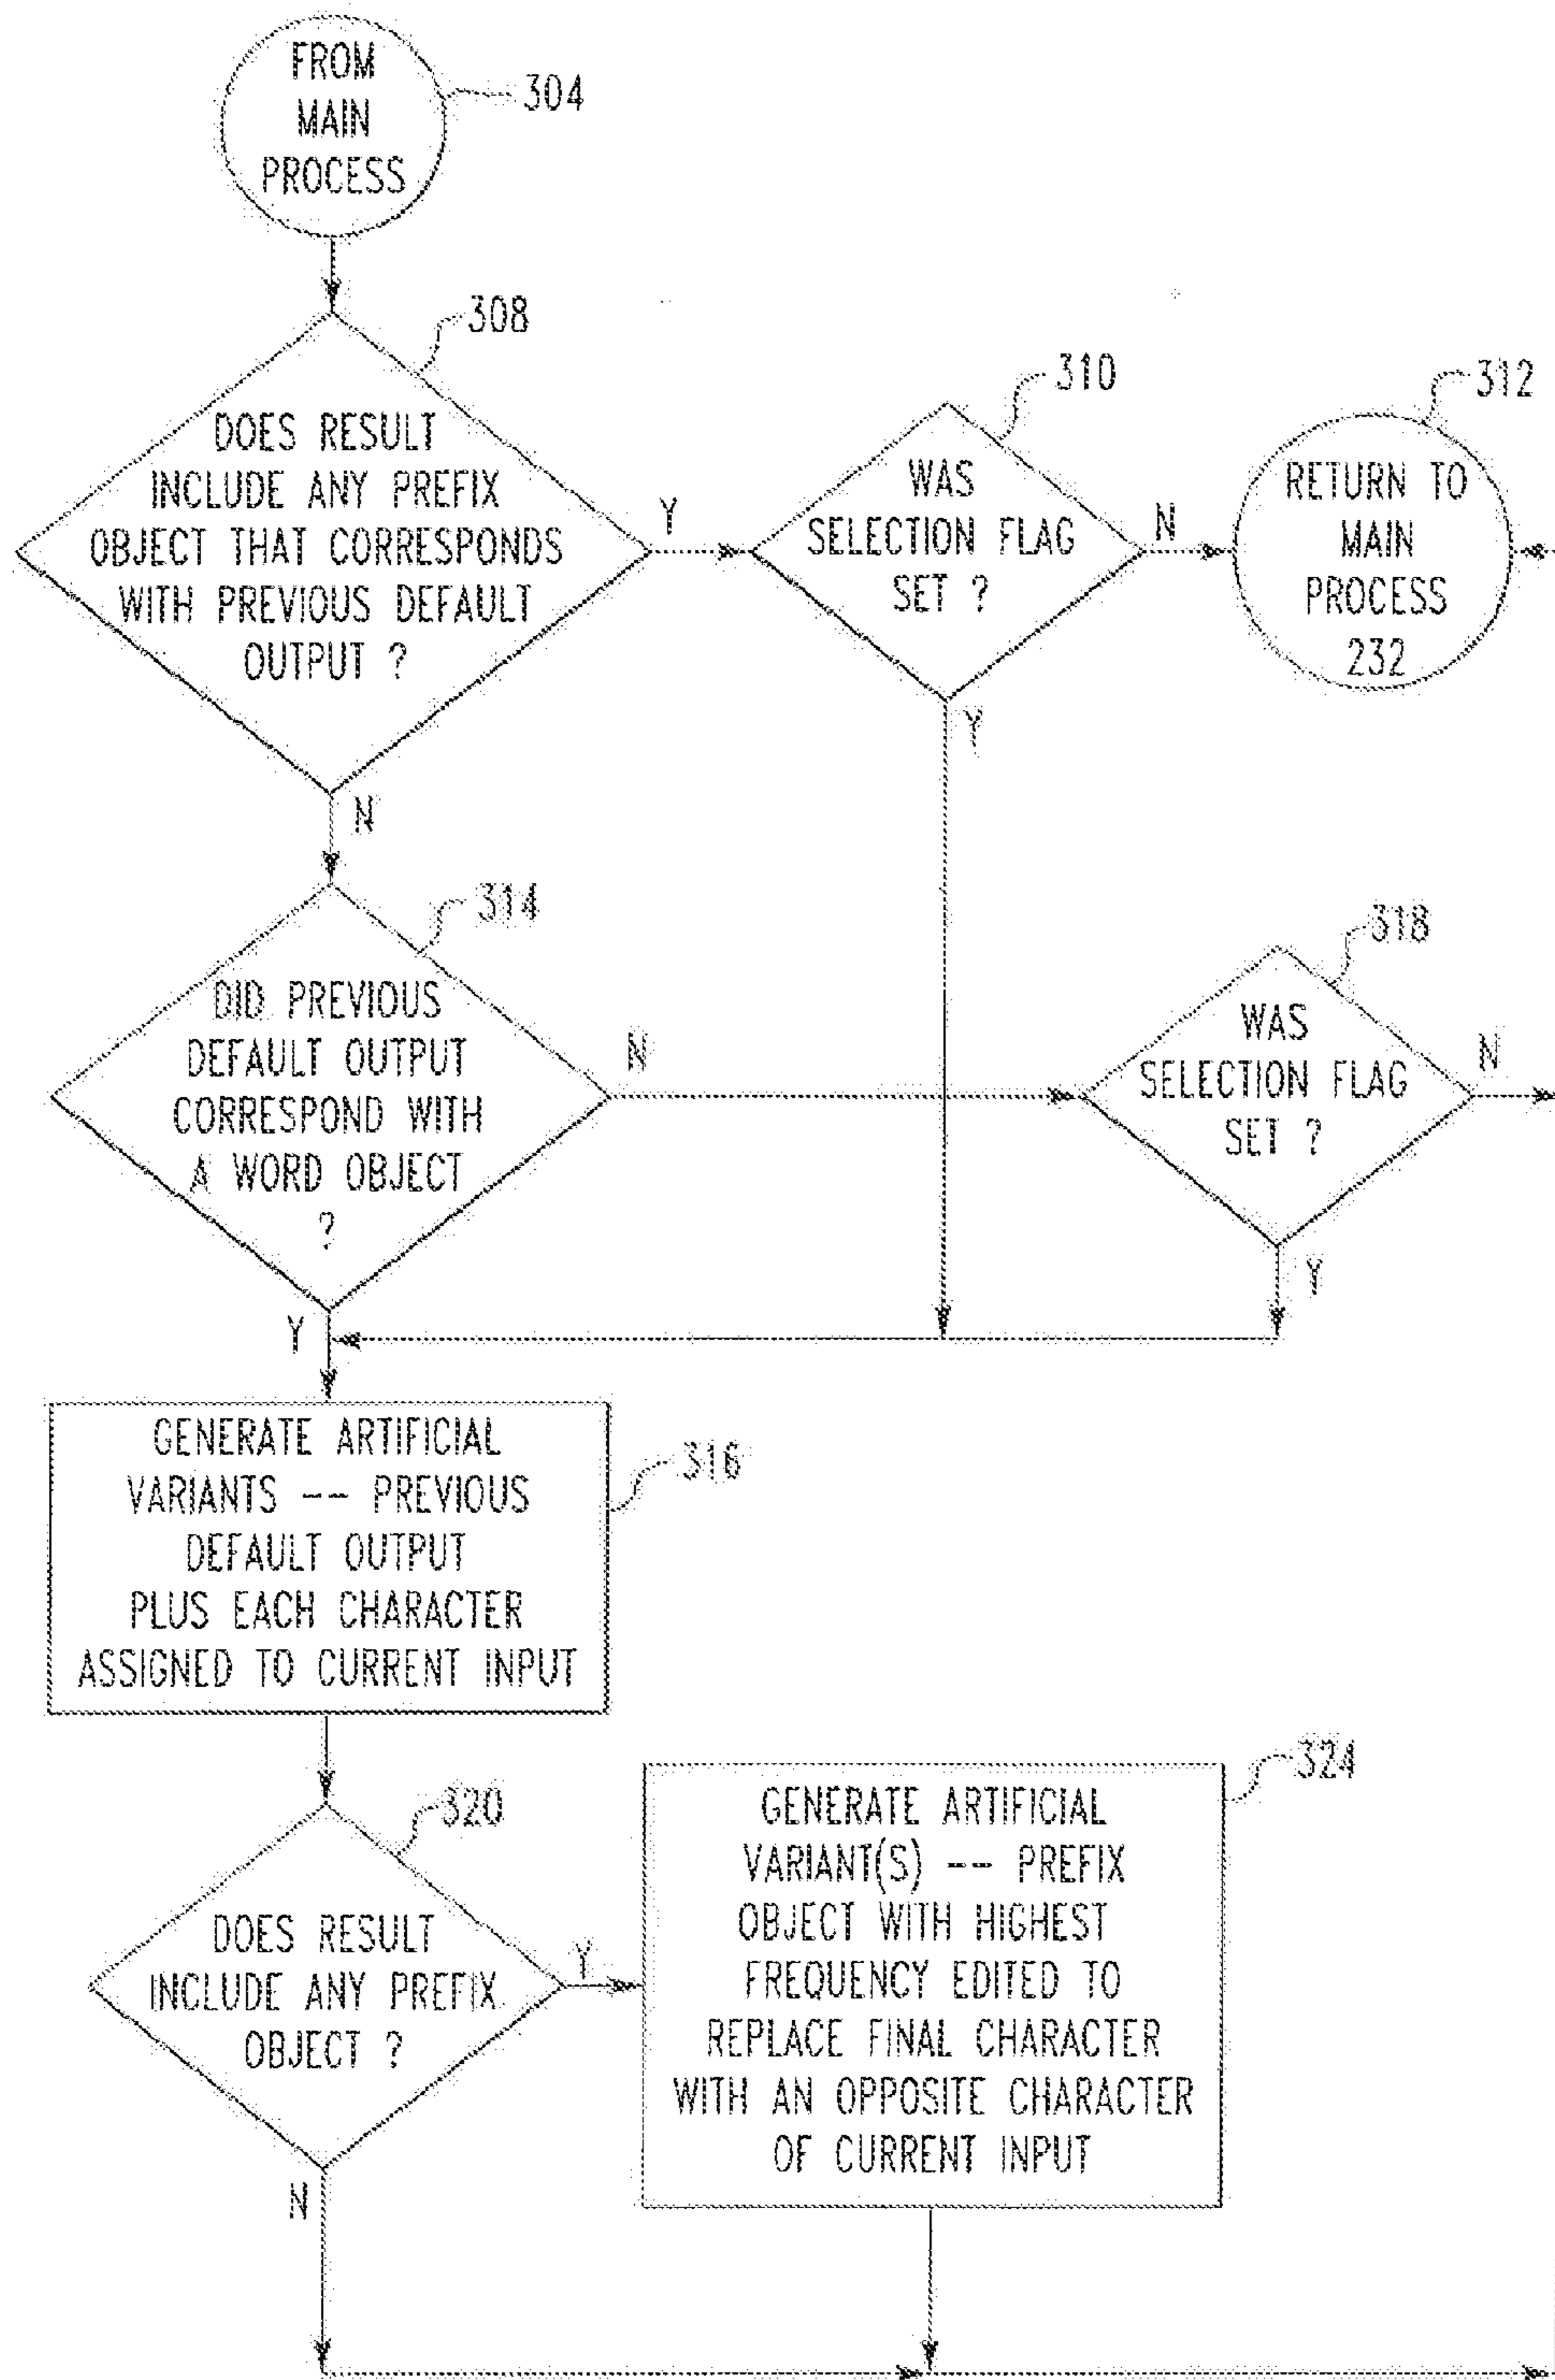 FROM
MAIN
PROCESS
304
308
DOES RESULT
INCLUDE ANY PREFIX
OBJECT THAT CORRESPONDS
WITH PREVIOUS DEFAULT
OUTPUT ?
Y
N
310
WAS
SELECTION FLAG
SET ?
N
Y
312
RETURN TO
MAIN
PROCESS
232
314
DID PREVIOUS
DEFAULT OUTPUT
CORRESPOND WITH
A WORD OBJECT
?
N
Y
318
WAS
SELECTION FLAG
SET ?
N
Y
GENERATE ARTIFICIAL
VARIANTS -- PREVIOUS
DEFAULT OUTPUT
PLUS EACH CHARACTER
ASSIGNED TO CURRENT INPUT
316
320
DOES RESULT
INCLUDE ANY PREFIX
OBJECT ?
Y
N
324
GENERATE ARTIFICIAL
VARIANT(S) -- PREFIX
OBJECT WITH HIGHEST
FREQUENCY EDITED TO
REPLACE FINAL CHARACTER
WITH AN OPPOSITE CHARACTER
OF CURRENT INPUT